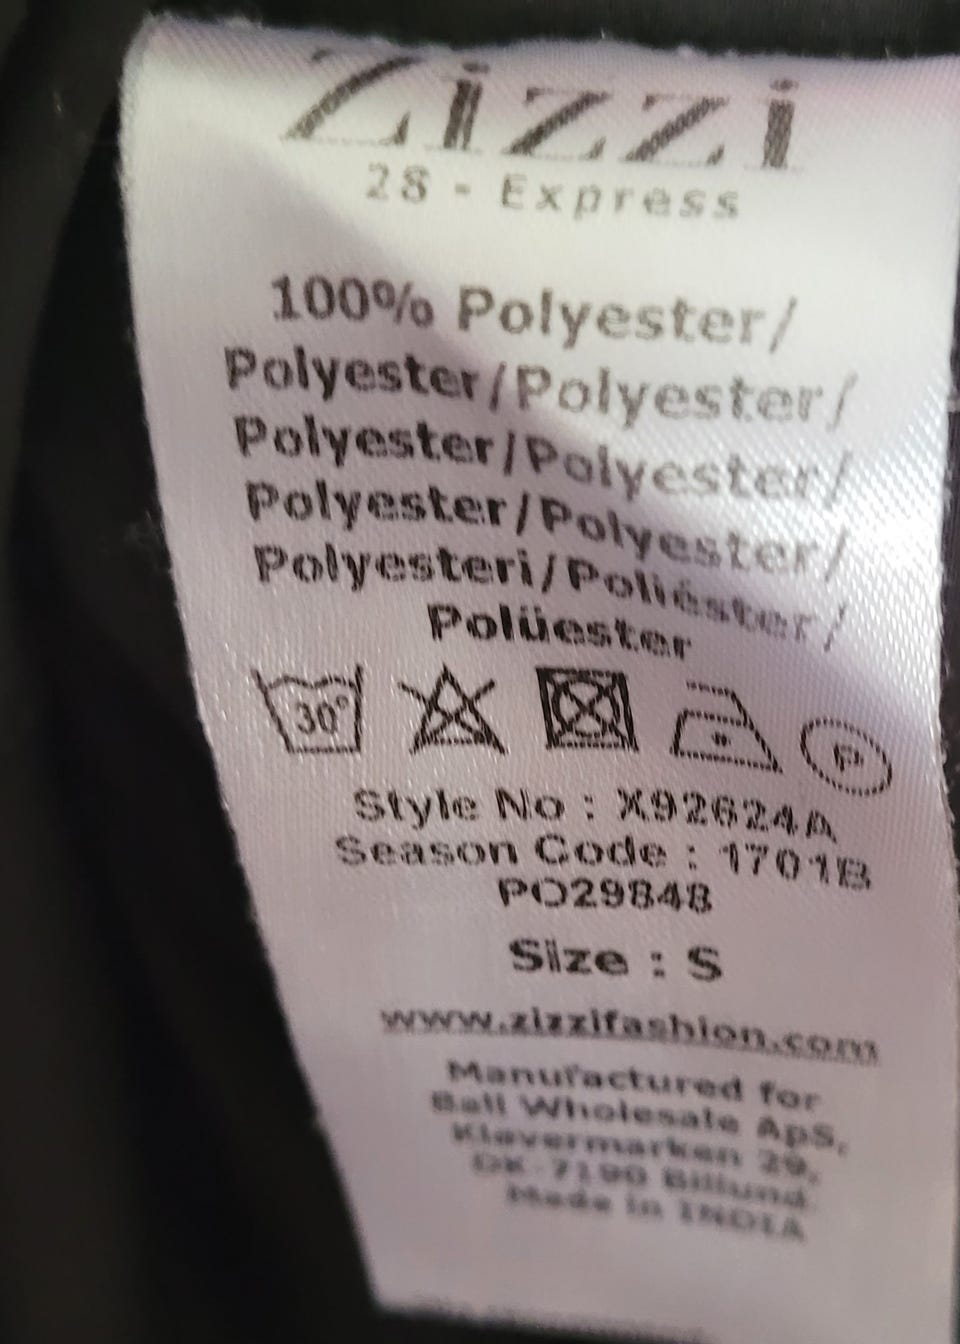 Zizzi
28 - Express
100% Polyester/
Polyester/Polyester/
Polyester/Polyester/
Polyester/Polyester/
Polyesteri/Poliéster/
Polüester
30°
P
Style No : X92624A
Season Code : 1701B
PO29848
Size : S
www.zizzifashion.com
Manufactured for
Ball Wholesale ApS,
Klavermarken 29,
DK-7190 Billund.
Made in INDIA